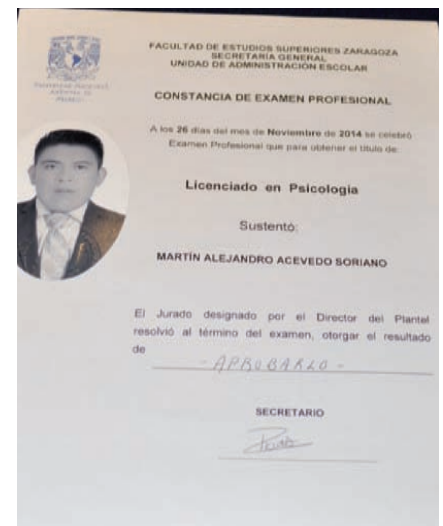 FACULTAD DE ESTUDIOS SUPERIORES ZARAGOZA
SECRETARÍA GENERAL
UNIDAD DE ADMINISTRACIÓN ESCOLAR
CONSTANCIA DE EXAMEN PROFESIONAL
A los 26 días del mes de Noviembre de 2014 se celebró
Examen Profesional que para obtener el título de:
Licenciado en Psicología
Sustentó:
MARTÍN ALEJANDRO ACEVEDO SORIANO
El Jurado designado por el Director del Plantel
resolvió al término del examen, otorgar el resultado
de - APROBARLO -
SECRETARIO